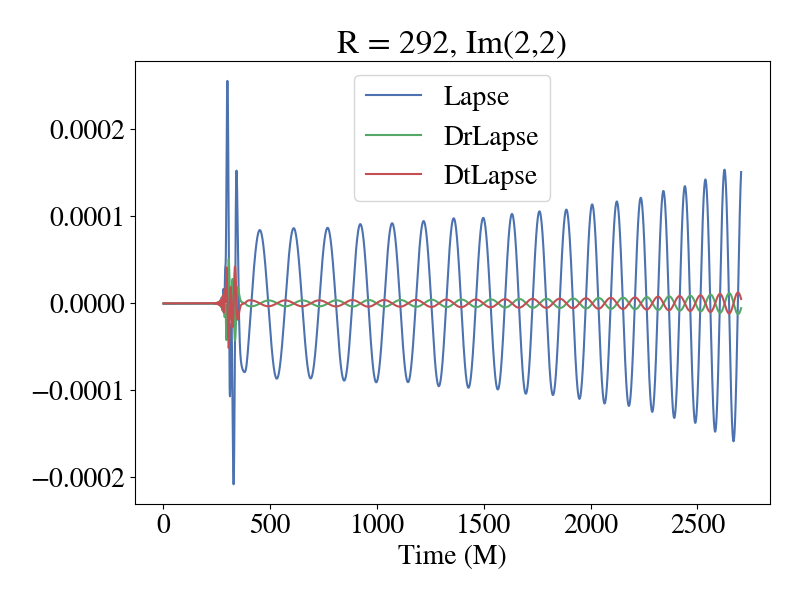 R = 292, Im(2,2)
Lapse
DrLapse
DtLapse
0.0002
0.0001
0.0000
−0.0001
−0.0002
0 500 1000 1500 2000 2500
Time (M)